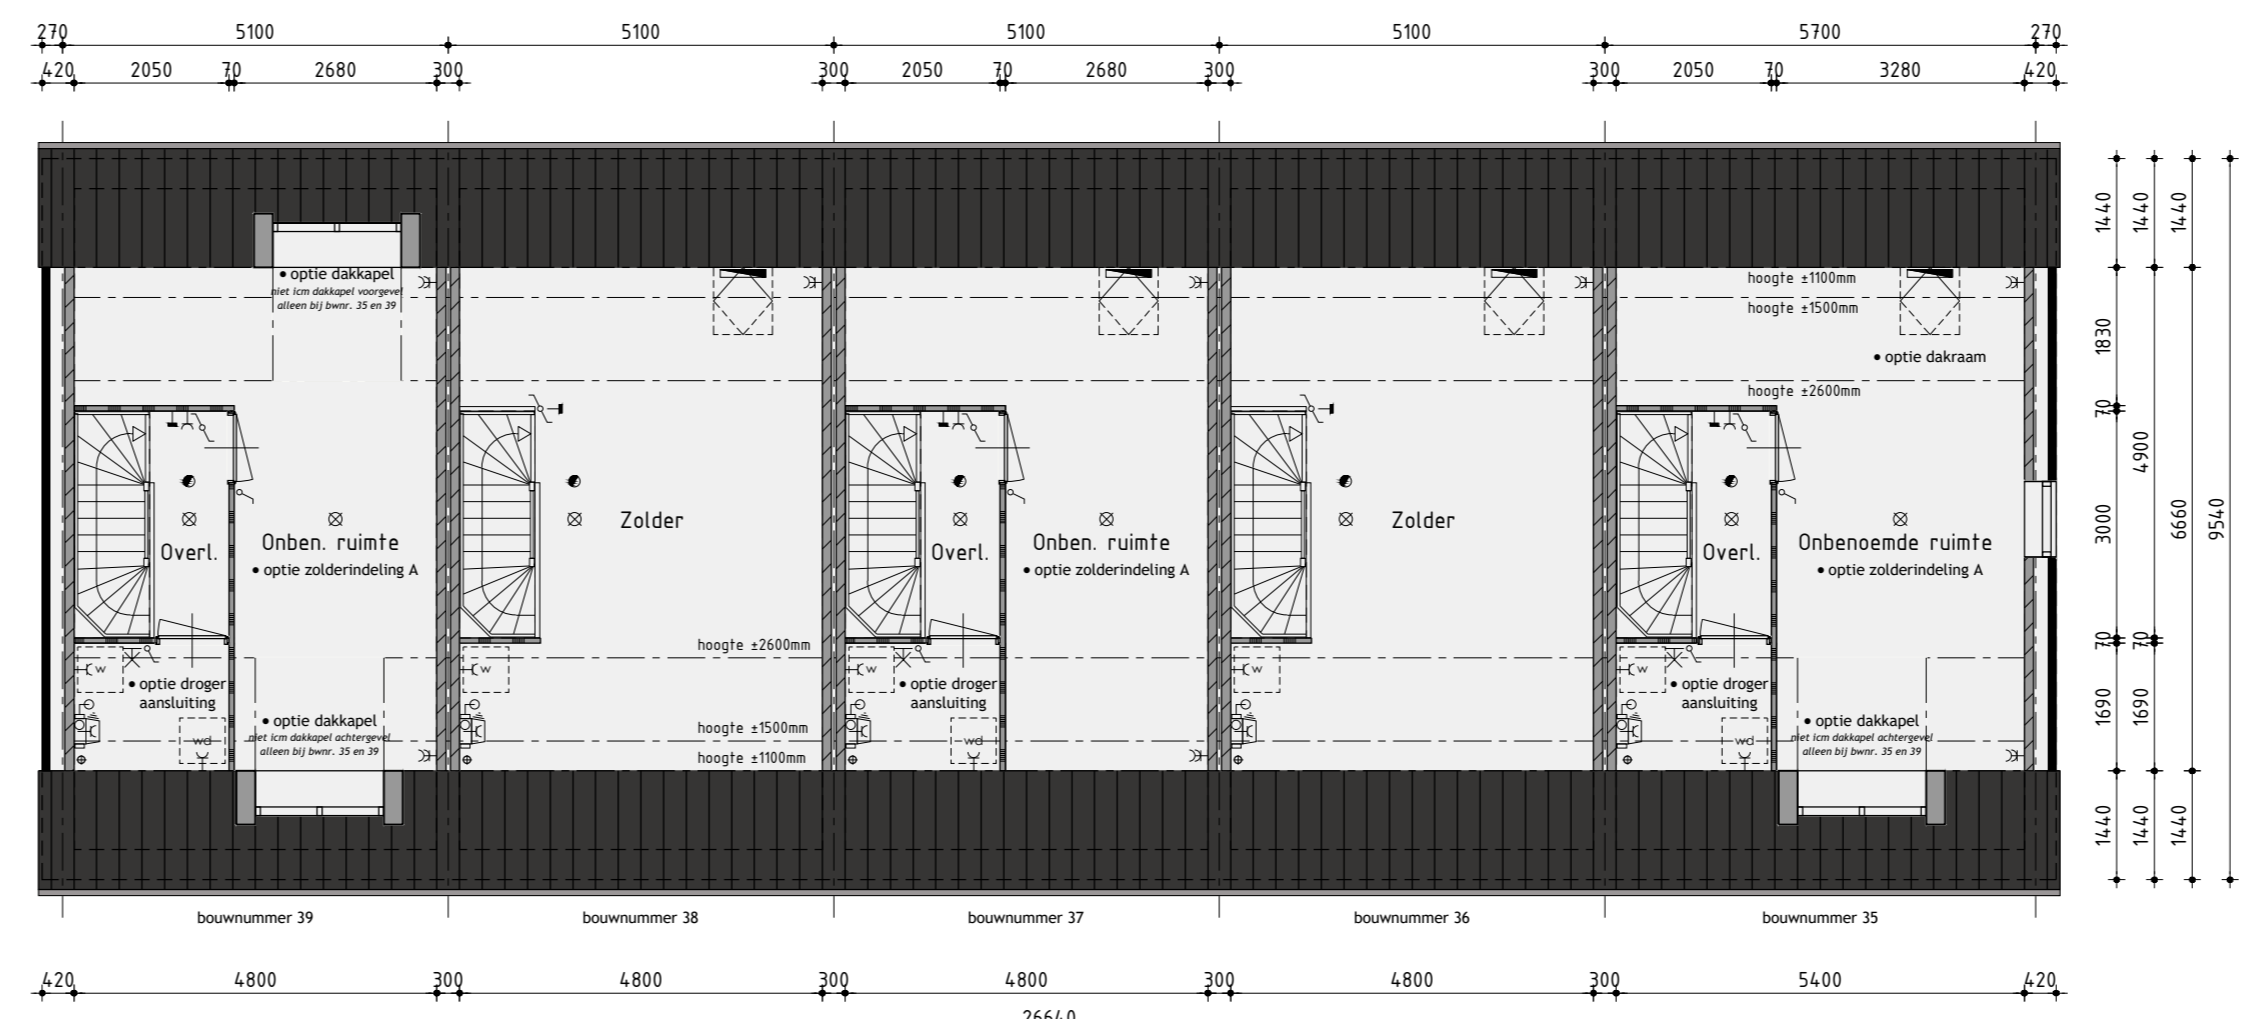 270 5100 5100 5100 5100 5700 270
420 2050 70 2680 300 300 2050 70 2680 300 300 2050 70 3280 420
• optie dakkapel
niet icm dakkapel voorgevel
alleen bij bwnr. 35 en 39
hoogte ±1100mm
hoogte ±1500mm
• optie dakraam
hoogte ±2600mm
Overl.
Onben. ruimte
• optie zolderindeling A
Zolder
Overl.
Onben. ruimte
• optie zolderindeling A
Zolder
Overl.
Onbenoemde ruimte
• optie zolderindeling A
hoogte ±2600mm
hoogte ±1500mm
hoogte ±1100mm
w
• optie droger
aansluiting
wd
• optie dakkapel
niet icm dakkapel achtergevel
alleen bij bwnr. 35 en 39
w
w
• optie droger
aansluiting
wd
w
w
• optie droger
aansluiting
wd
• optie dakkapel
niet icm dakkapel achtergevel
alleen bij bwnr. 35 en 39
1440 1830 70 3000 70 1690 1440
1440 4900 70 1690 1440
1440 6660 1440
9540
bouwnummer 39 bouwnummer 38 bouwnummer 37 bouwnummer 36 bouwnummer 35
420 4800 300 4800 300 4800 300 4800 300 5400 420
26640